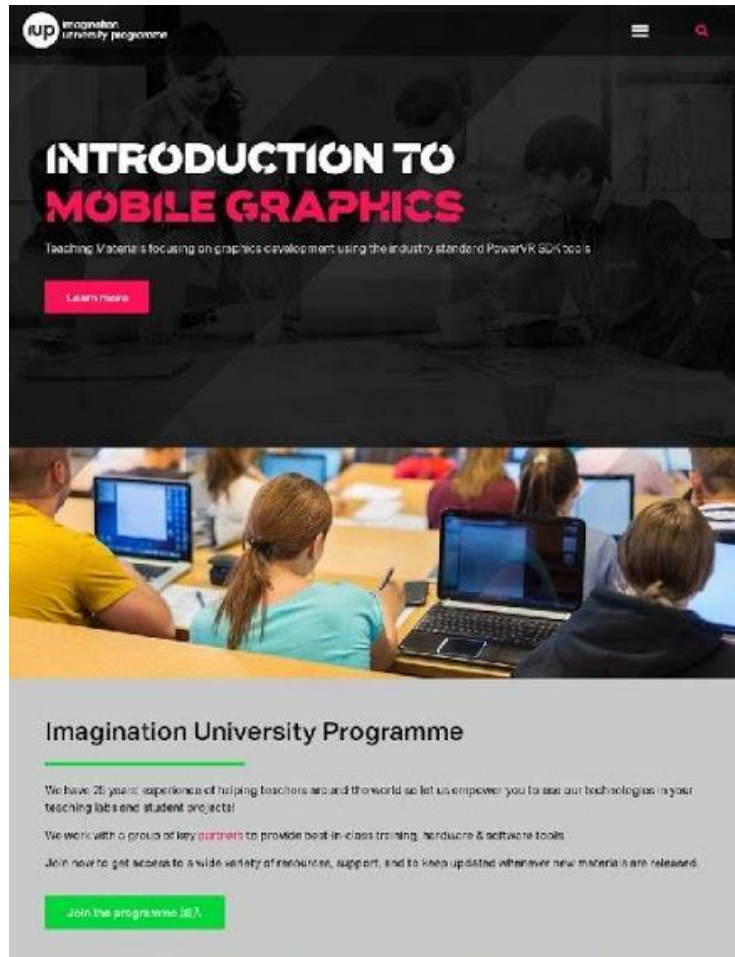 iup
imagination
university programme
INTRODUCTION TO
MOBILE GRAPHICS
Teaching Materials focusing on graphics development using the industry standard PowerVR SDK tools
Learn more
Imagination University Programme
We have 25 years' experience of helping teachers around the world so let us empower you to use our technologies in your
teaching labs and student projects!
We work with a group of key partners to provide best-in-class training, hardware & software tools.
Join now to get access to a wide variety of resources, support, and to keep updated whenever new materials are released.
Join the programme 加入